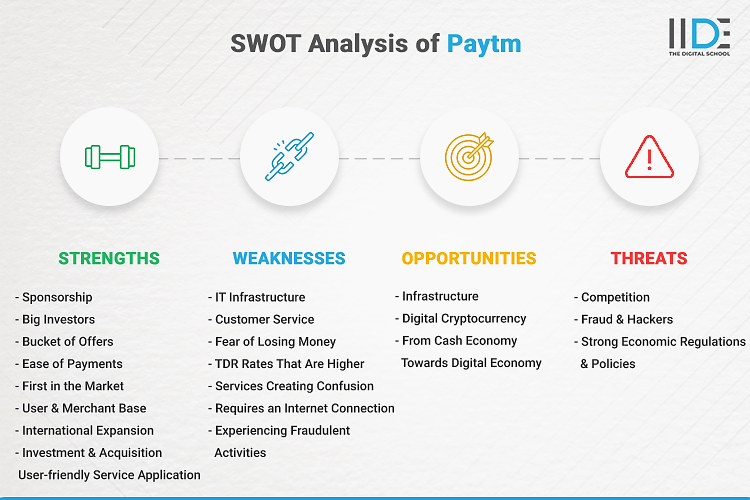 SWOT Analysis of Paytm
IIDE
THE DIGITAL SCHOOL
STRENGTHS
- Sponsorship
- Big Investors
- Bucket of Offers
- Ease of Payments
- First in the Market
- User & Merchant Base
- International Expansion
- Investment & Acquisition
User-friendly Service Application
WEAKNESSES
- IT Infrastructure
- Customer Service
- Fear of Losing Money
- TDR Rates That Are Higher
- Services Creating Confusion
- Requires an Internet Connection
- Experiencing Fraudulent
Activities
OPPORTUNITIES
- Infrastructure
- Digital Cryptocurrency
- From Cash Economy
Towards Digital Economy
THREATS
- Competition
- Fraud & Hackers
- Strong Economic Regulations
& Policies